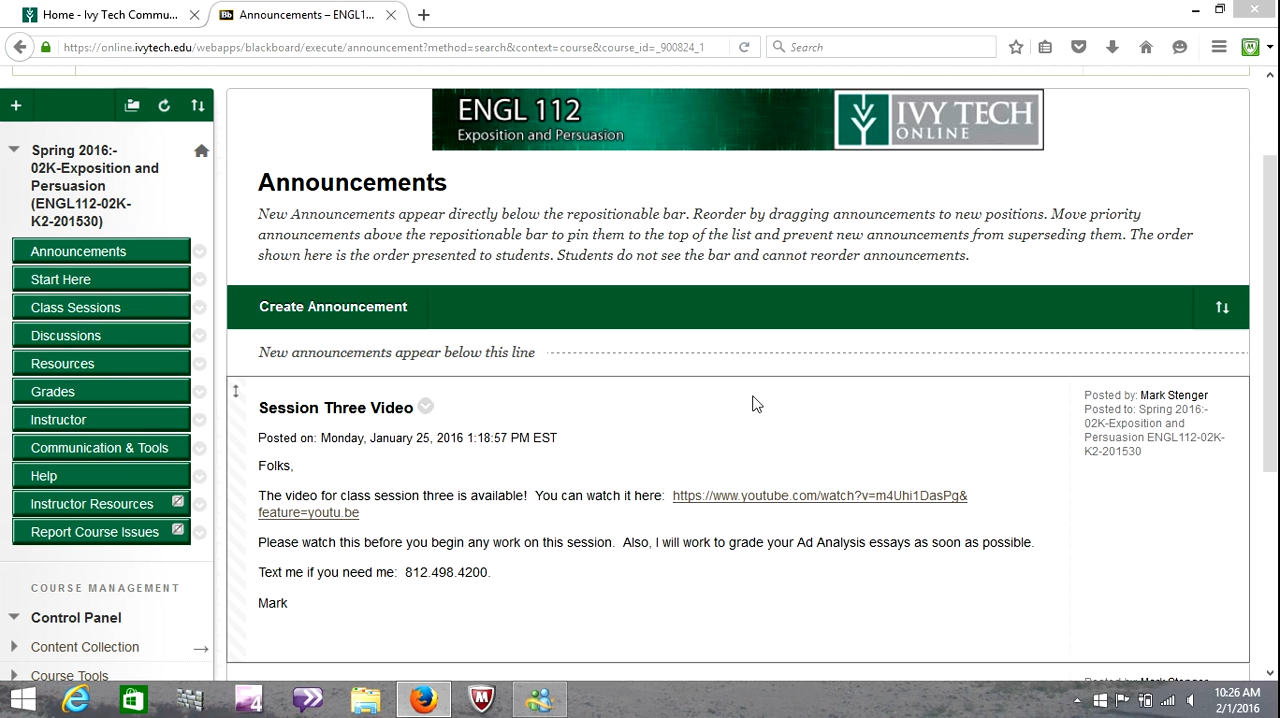 Home - Ivy Tech Commu...
Announcements – ENGL1...
https://online.ivytech.edu/webapps/blackboard/execute/announcement?method=search&context=course&course_id=_900824_1
Search
ENGL 112
Exposition and Persuasion
IVY TECH
ONLINE
Spring 2016:-
02K-Exposition and
Persuasion
(ENGL112-02K-
K2-201530)
Announcements
Start Here
Class Sessions
Discussions
Resources
Grades
Instructor
Communication & Tools
Help
Instructor Resources
Report Course Issues
COURSE MANAGEMENT
Control Panel
Content Collection
Course Tools
Announcements
New Announcements appear directly below the repositionable bar. Reorder by dragging announcements to new positions. Move priority
announcements above the repositionable bar to pin them to the top of the list and prevent new announcements from superseding them. The order
shown here is the order presented to students. Students do not see the bar and cannot reorder announcements.
Create Announcement
New announcements appear below this line
Session Three Video
Posted on: Monday, January 25, 2016 1:18:57 PM EST
Folks,
The video for class session three is available!  You can watch it here:  https://www.youtube.com/watch?v=m4Uhi1DasPg&
feature=youtu.be
Please watch this before you begin any work on this session.  Also, I will work to grade your Ad Analysis essays as soon as possible.
Text me if you need me:  812.498.4200.
Mark
Posted by: Mark Stenger
Posted to: Spring 2016:-
02K-Exposition and
Persuasion ENGL112-02K-
K2-201530
Posted by: Mark Stenger
10:26 AM
2/1/2016